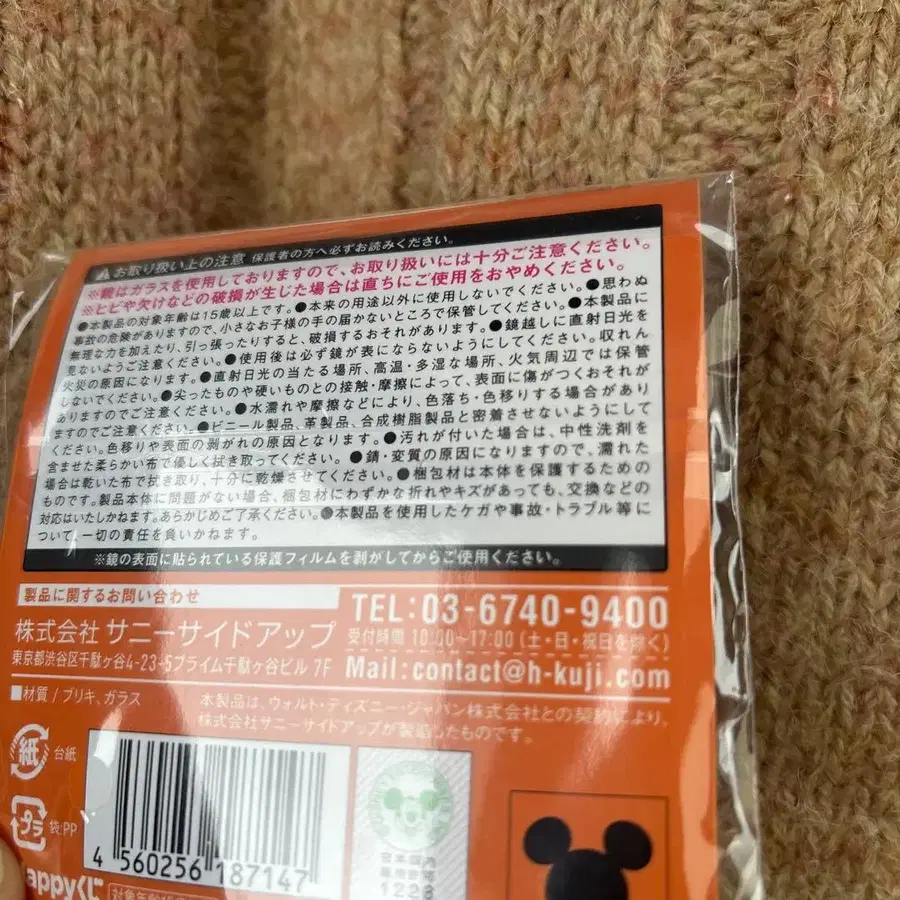 お取り扱い上の注意 保護者の方へ必ずお読みください。
※鏡はガラスを使用しておりますので、お取り扱いには十分ご注意ください。
※ヒビや欠けなどの破損が生じた場合は直ちにご使用をおやめください。
●本製品の対象年齢は15歳以上です。●本来の用途以外に使用しないでください。●思わぬ
事故の危険がありますので、小さなお子様の手の届かないところで保管してください。●
無理な力を加えたり、引っ張ったりすると、破損するおそれがあります。●鏡越しに直射日光を
見ないようご注意ください。●使用後は必ず鏡が表にならないようにしてください。収れん
火災の原因になります。●直射日光の当たる場所、高温・多湿な場所、火気周辺では保管
しないでください。●尖ったものや硬いものとの接触・摩擦によって、表面に傷がつくおそれが
ありますのでご注意ください。●水濡れや摩擦などにより、色落ち・色移りする場合があり
ますのでご注意ください。●ビニール製品、革製品、合成樹脂製品と密着させないようにして
ください。色移りや表面の剥がれの原因となります。●汚れが付いた場合は、中性洗剤を
含ませた柔らかい布で優しく拭き取ってください。●錆・変質の原因になりますので、濡れた
場合は乾いた布で拭き取り、十分に乾燥させてください。●梱包材は本体を保護するための
ものです。製品本体に問題がない場合、梱包材にわずかな折れやキズがあっても、交換などの
対応はいたしかねます。あらかじめご了承ください。●本製品を使用したケガや事故・トラブル等に
ついて、一切の責任を負いかねます。
※鏡の表面に貼られている保護フィルムを剥がしてからご使用ください。
製品に関するお問い合わせ
株式会社 サニーサイドアップ
東京都渋谷区千駄ヶ谷4-23-5プライム千駄ヶ谷ビル 7F
TEL:03-6740-9400
受付時間 10:00~17:00 (土・日・祝日を除く)
Mail:contact@h-kuji.com
■材質 / ブリキ、ガラス
本製品は、ウォルト・ディズニー・ジャパン株式会社との契約により、
株式会社サニーサイドアップが製造したものです。
紙 台紙
プラ 袋:PP
4 560256 187147
日本国内
1223
appyくじ